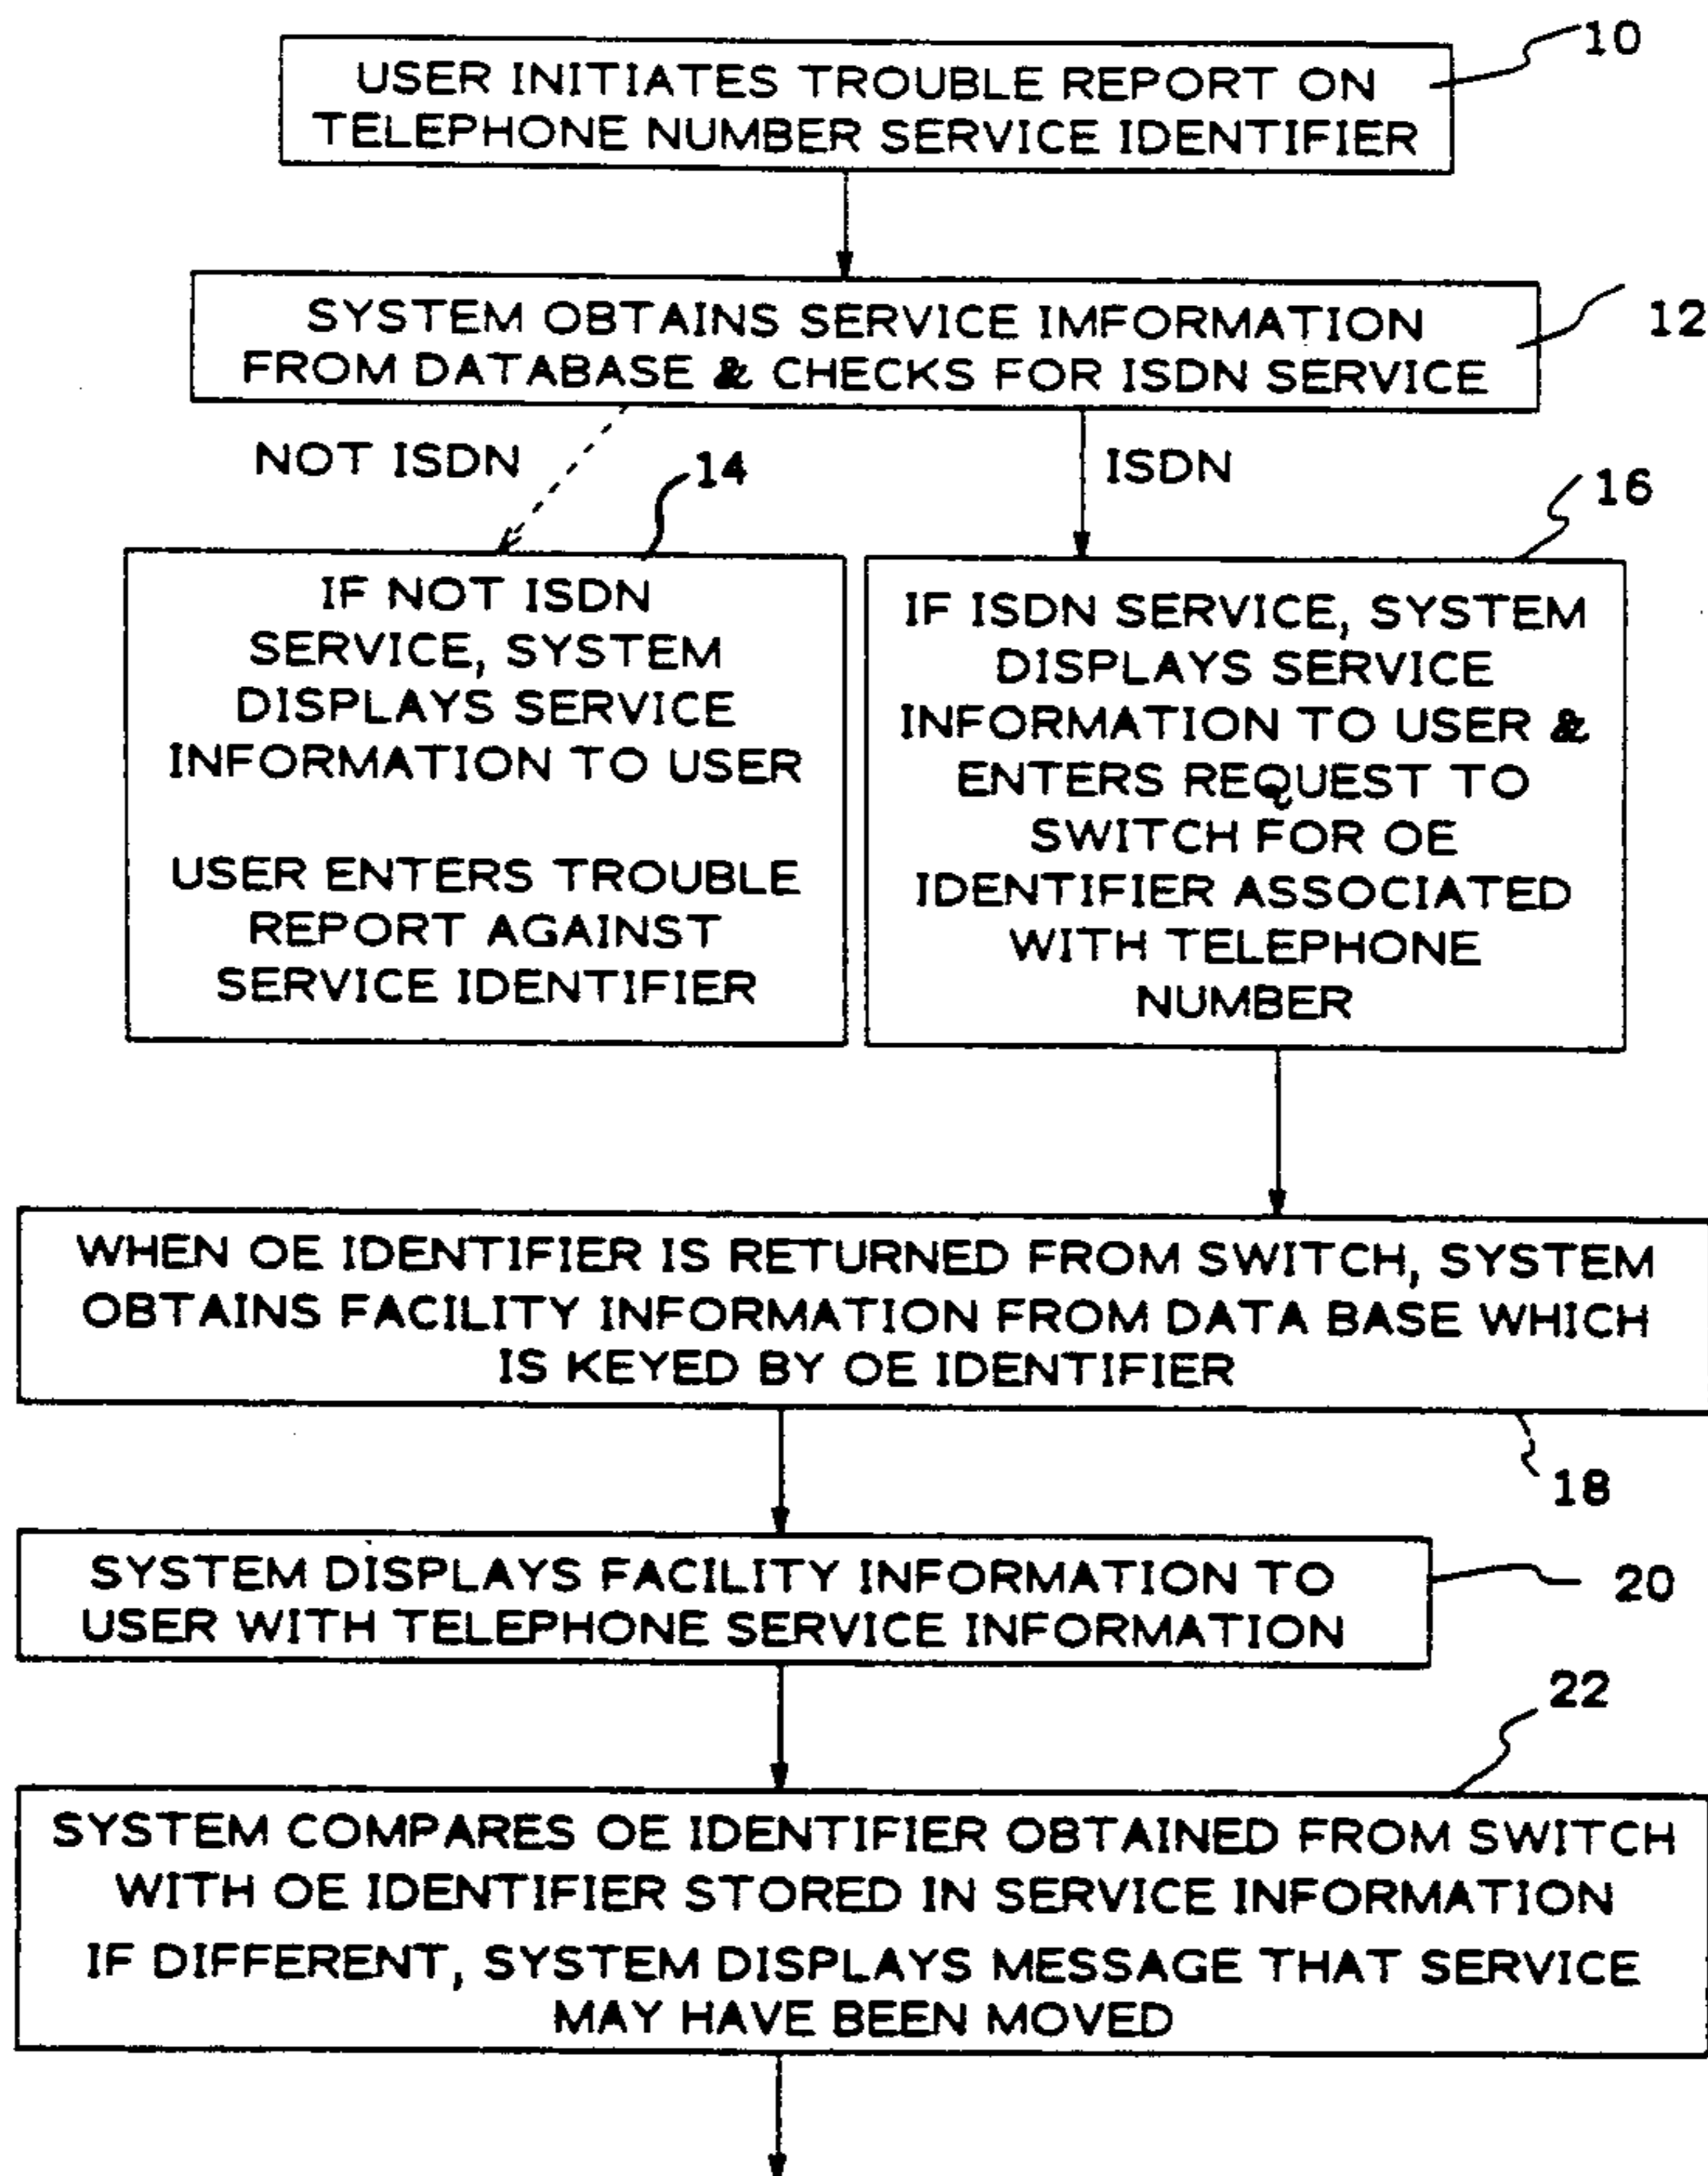 10
USER INITIATES TROUBLE REPORT ON
TELEPHONE NUMBER SERVICE IDENTIFIER
12
SYSTEM OBTAINS SERVICE IMFORMATION
FROM DATABASE & CHECKS FOR ISDN SERVICE
NOT ISDN
14
ISDN
16
IF NOT ISDN
SERVICE, SYSTEM
DISPLAYS SERVICE
INFORMATION TO USER
USER ENTERS TROUBLE
REPORT AGAINST
SERVICE IDENTIFIER
IF ISDN SERVICE, SYSTEM
DISPLAYS SERVICE
INFORMATION TO USER &
ENTERS REQUEST TO
SWITCH FOR OE
IDENTIFIER ASSOCIATED
WITH TELEPHONE
NUMBER
WHEN OE IDENTIFIER IS RETURNED FROM SWITCH, SYSTEM
OBTAINS FACILITY INFORMATION FROM DATA BASE WHICH
IS KEYED BY OE IDENTIFIER
18
SYSTEM DISPLAYS FACILITY INFORMATION TO
USER WITH TELEPHONE SERVICE INFORMATION
20
22
SYSTEM COMPARES OE IDENTIFIER OBTAINED FROM SWITCH
WITH OE IDENTIFIER STORED IN SERVICE INFORMATION
IF DIFFERENT, SYSTEM DISPLAYS MESSAGE THAT SERVICE
MAY HAVE BEEN MOVED